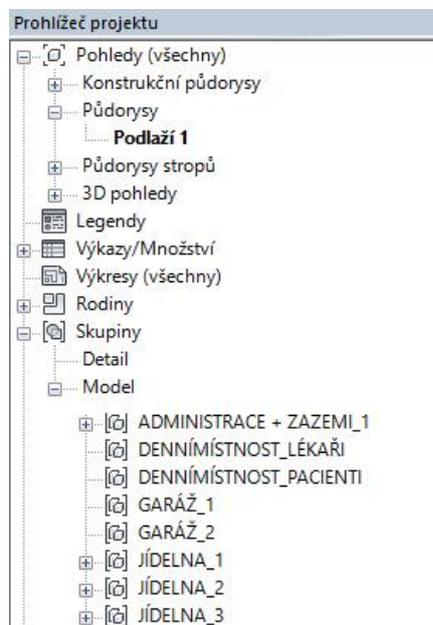 Prohlížeč projektu
Pohledy (všechny)
Konstrukční půdorysy
Půdorysy
Podlaží 1
Půdorysy stropů
3D pohledy
Legendy
Výkazy/Množství
Výkresy (všechny)
Rodiny
Skupiny
Detail
Model
ADMINISTRACE + ZAZEMI_1
DENNÍMÍSTNOST_LÉKAŘI
DENNÍMÍSTNOST_PACIENTI
GARÁŽ_1
GARÁŽ_2
JÍDELNA_1
JÍDELNA_2
JÍDELNA_3